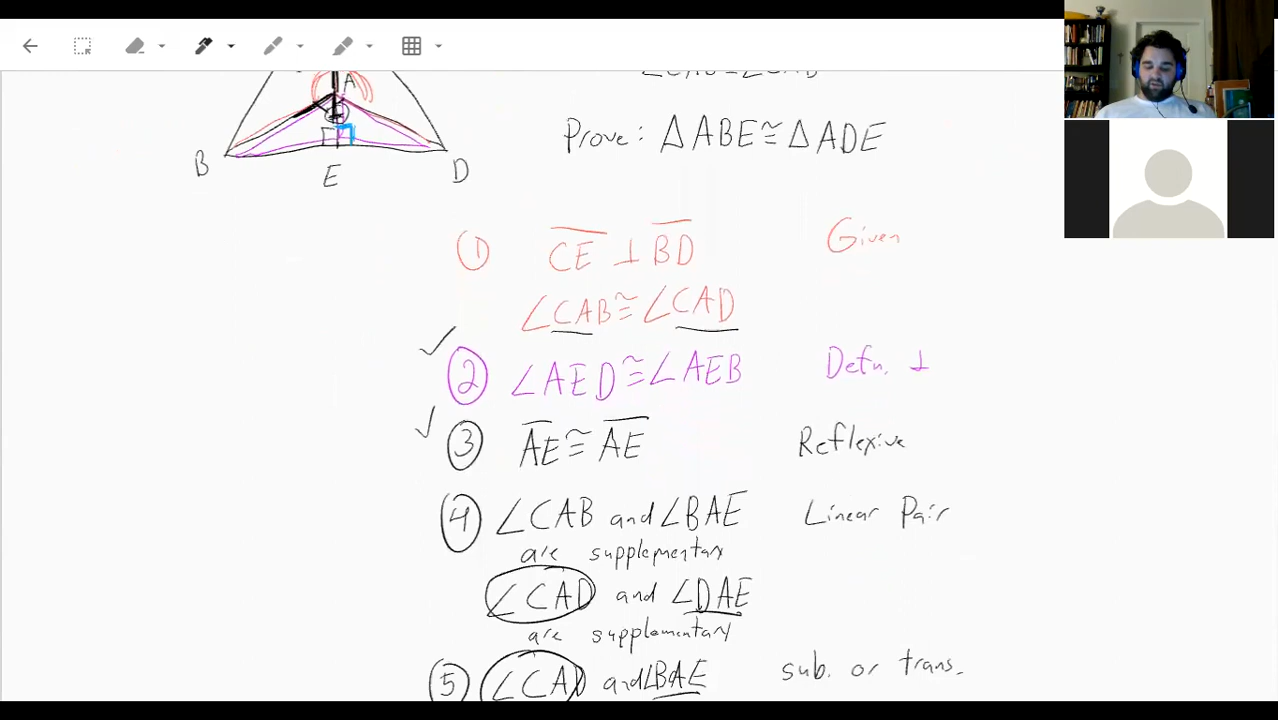 A
B
E
D
Prove: △ABE≅△ADE
① CE ⊥ BD Given
∠CAB≅∠CAD
② ∠AED≅∠AEB Defn. ⊥
③ AE≅AE Reflexive
④ ∠CAB and ∠BAE Linear Pair
are supplementary
∠CAD and ∠DAE
are supplementary
⑤ ∠CAD and ∠BAE sub. or trans.